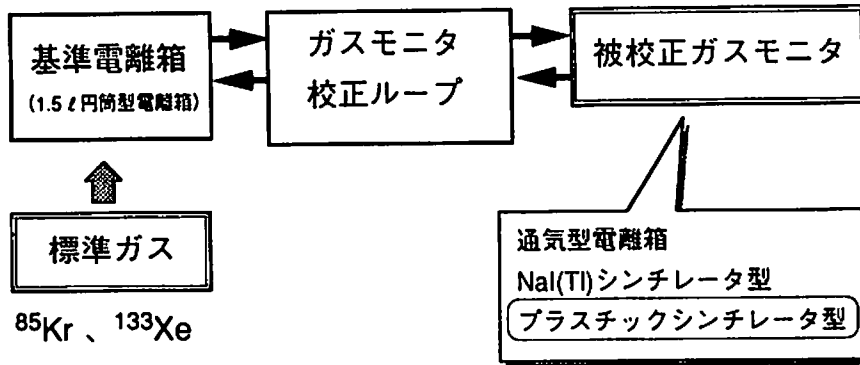 基準電離箱
(1.5ℓ円筒型電離箱)
ガスモニタ
校正ループ
被校正ガスモニタ
標準ガス
⁸⁵Kr 、¹³³Xe
通気型電離箱
NaI(Tl)シンチレータ型
プラスチックシンチレータ型